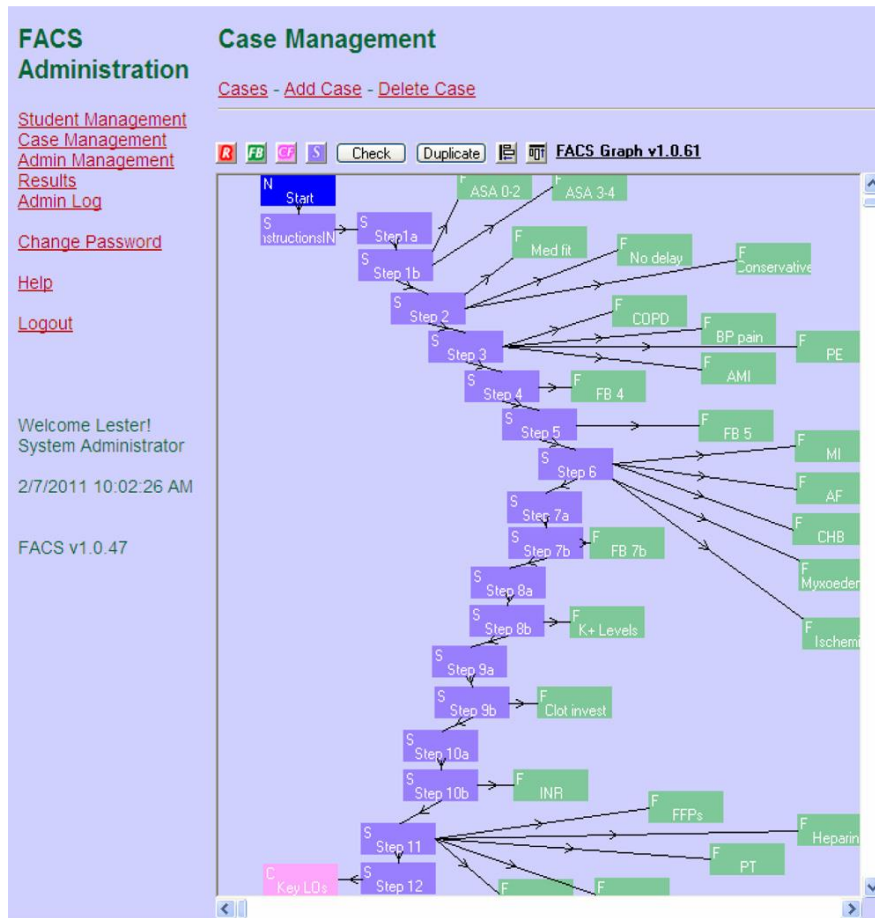 FACS
Administration
Case Management
Cases - Add Case - Delete Case
Student Management
Case Management
Admin Management
Results
Admin Log
Change Password
Help
Logout
Welcome Lester!
System Administrator
2/7/2011 10:02:26 AM
FACS v1.0.47
R FB CF S Check Duplicate FACS Graph v1.0.61
N
Start
F
ASA 0-2
F
ASA 3-4
S
nstructionsIN
S
Step1a
S
Step 1b
F
Med fit
F
No delay
F
Conservative
S
Step 2
F
COPD
F
BP pain
F
PE
S
Step 3
F
AMI
S
Step 4
F
FB 4
S
Step 5
F
FB 5
F
MI
S
Step 6
F
AF
S
Step 7a
F
CHB
S
Step 7b
F
FB 7b
F
Myxoeder
S
Step 8a
S
Step 8b
F
K+ Levels
F
Ischemi
S
Step 9a
S
Step 9b
F
Clot invest
S
Step 10a
S
Step 10b
F
INR
F
FFPs
S
Step 11
F
Heparin
F
PT
C
Key LOs
S
Step 12
F
F